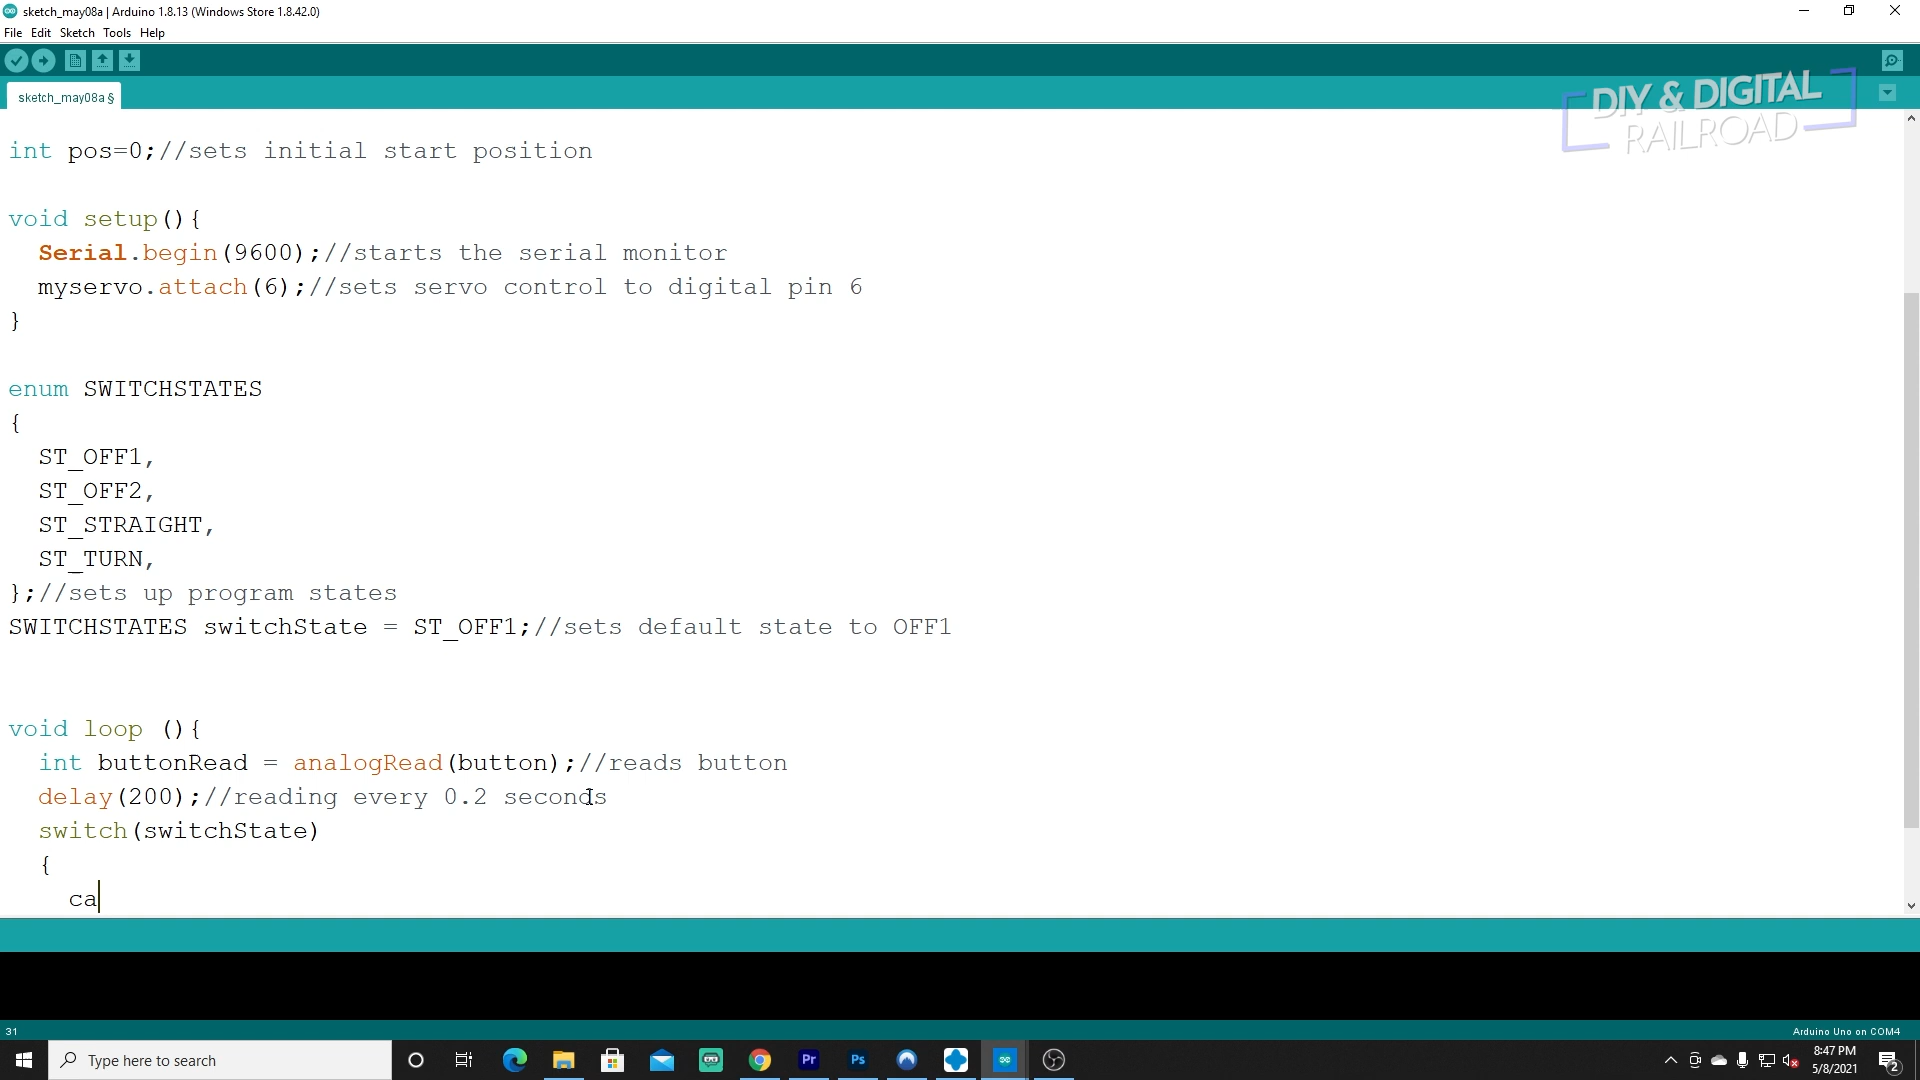 sketch_may08a | Arduino 1.8.13 (Windows Store 1.8.42.0)
File Edit Sketch Tools Help
sketch_may08a §
DIY & DIGITAL
RAILROAD
int pos=0;//sets initial start position
void setup(){
Serial.begin(9600);//starts the serial monitor
myservo.attach(6);//sets servo control to digital pin 6
}
enum SWITCHSTATES
{
ST_OFF1,
ST_OFF2,
ST_STRAIGHT,
ST_TURN,
};//sets up program states
SWITCHSTATES switchState = ST_OFF1;//sets default state to OFF1
void loop (){
int buttonRead = analogRead(button);//reads button
delay(200);//reading every 0.2 seconds
switch(switchState)
{
ca
31
Arduino Uno on COM4
Type here to search
Pr
Ps
8:47 PM
5/8/2021
2